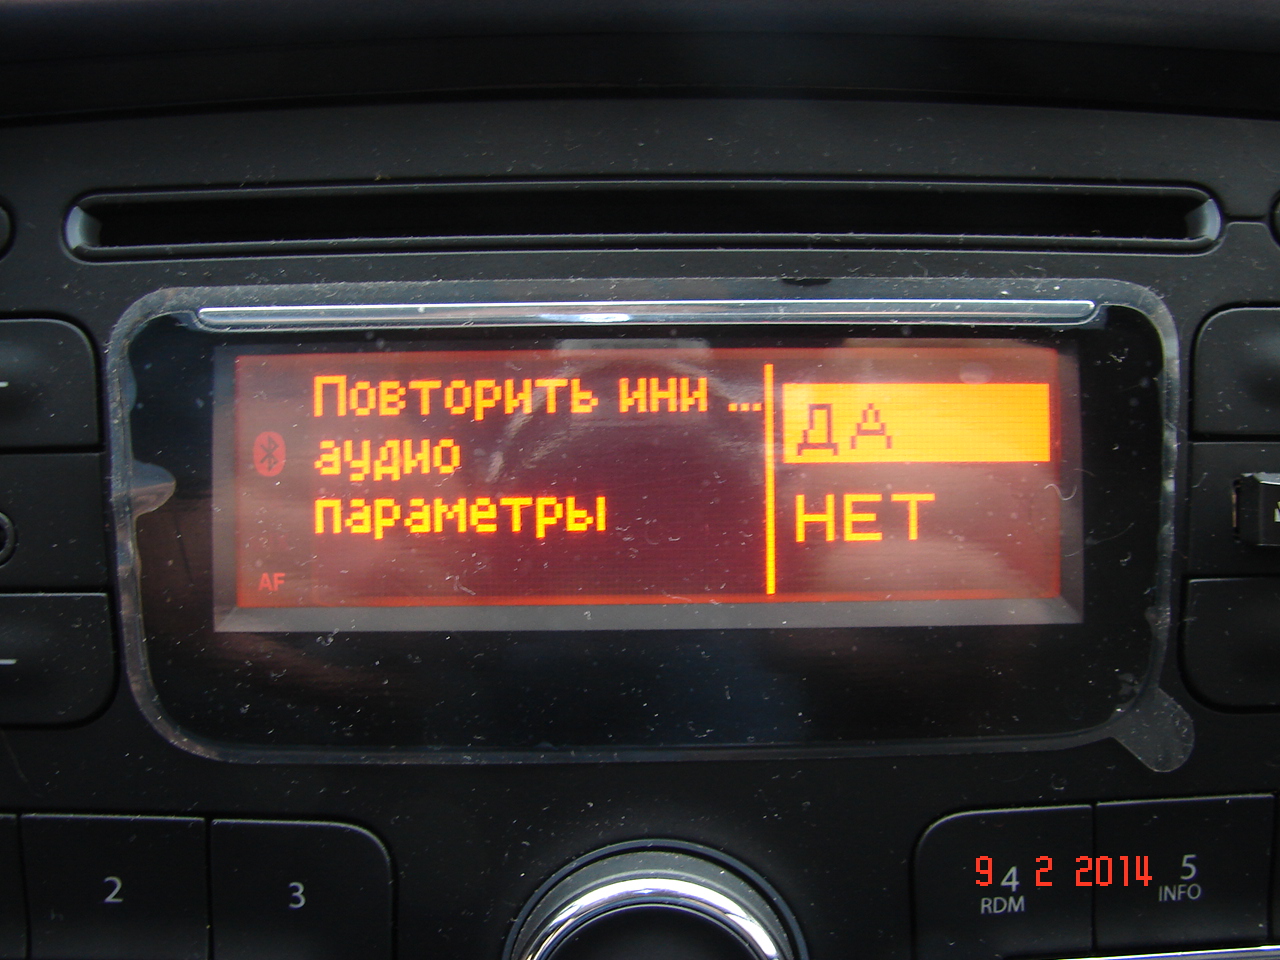 Повторить ини ...
аудио
параметры
ДА
НЕТ
AF
2
3
4
RDM
5
INFO
9 2 2014